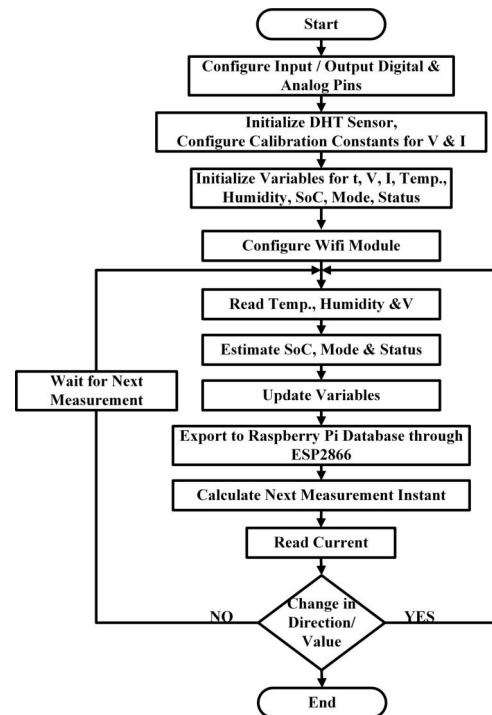 Start
Configure Input / Output Digital &
Analog Pins
Initialize DHT Sensor,
Configure Calibration Constants for V & I
Initialize Variables for t, V, I, Temp.,
Humidity, SoC, Mode, Status
Configure Wifi Module
Read Temp., Humidity &V
Estimate SoC, Mode & Status
Wait for Next
Measurement
Update Variables
Export to Raspberry Pi Database through
ESP2866
Calculate Next Measurement Instant
Read Current
NO
Change in
Direction/
Value
YES
End